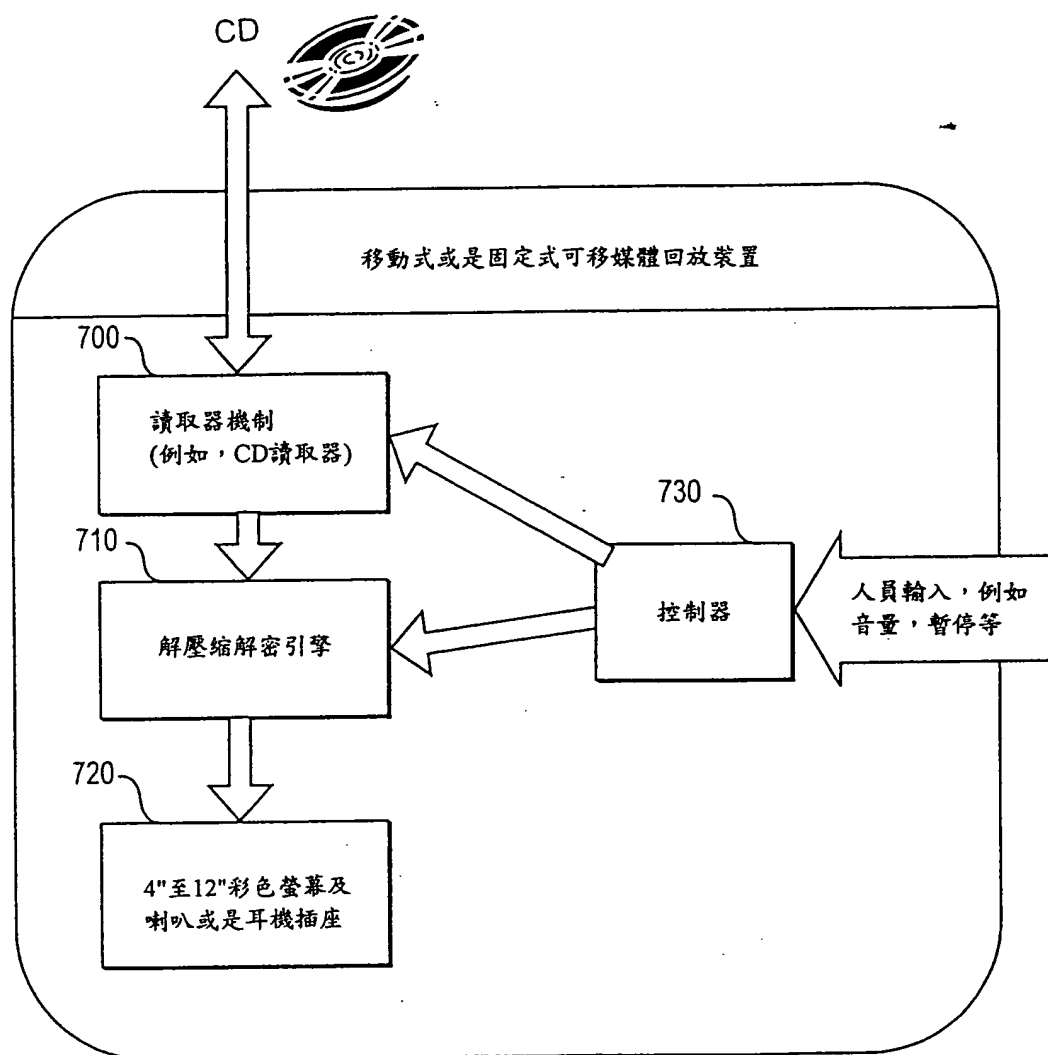 CD
移動式或是固定式可移媒體回放裝置
700
讀取器機制
(例如，CD讀取器)
730
710
人員輸入，例如
音量，暫停等
控制器
解壓缩解密引擎
720
4"至12"彩色螢幕及
喇叭或是耳機插座